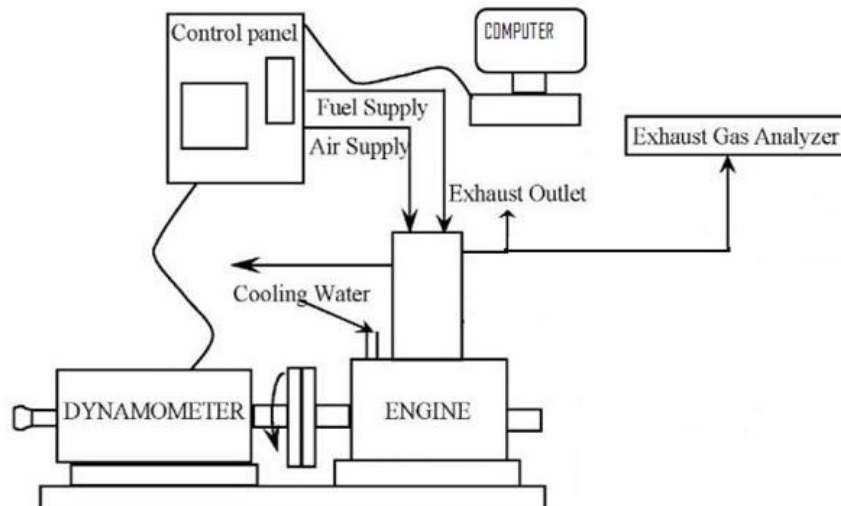 COMPUTER
Control panel
Fuel Supply
Air Supply
Exhaust Gas Analyzer
Exhaust Outlet
Cooling Water
DYNAMOMETER
ENGINE